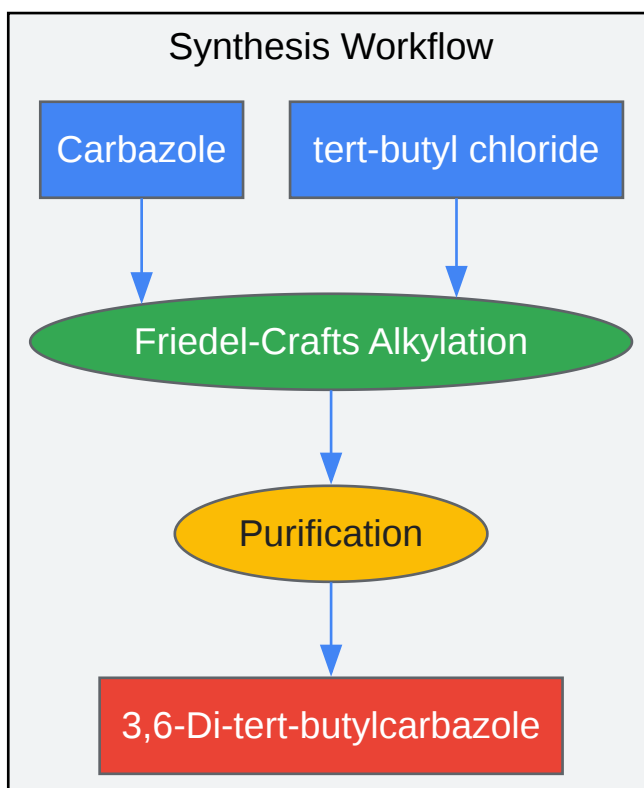 Synthesis Workflow
Carbazole
tert-butyl chloride
Friedel-Crafts Alkylation
Purification
3,6-Di-tert-butylcarbazole